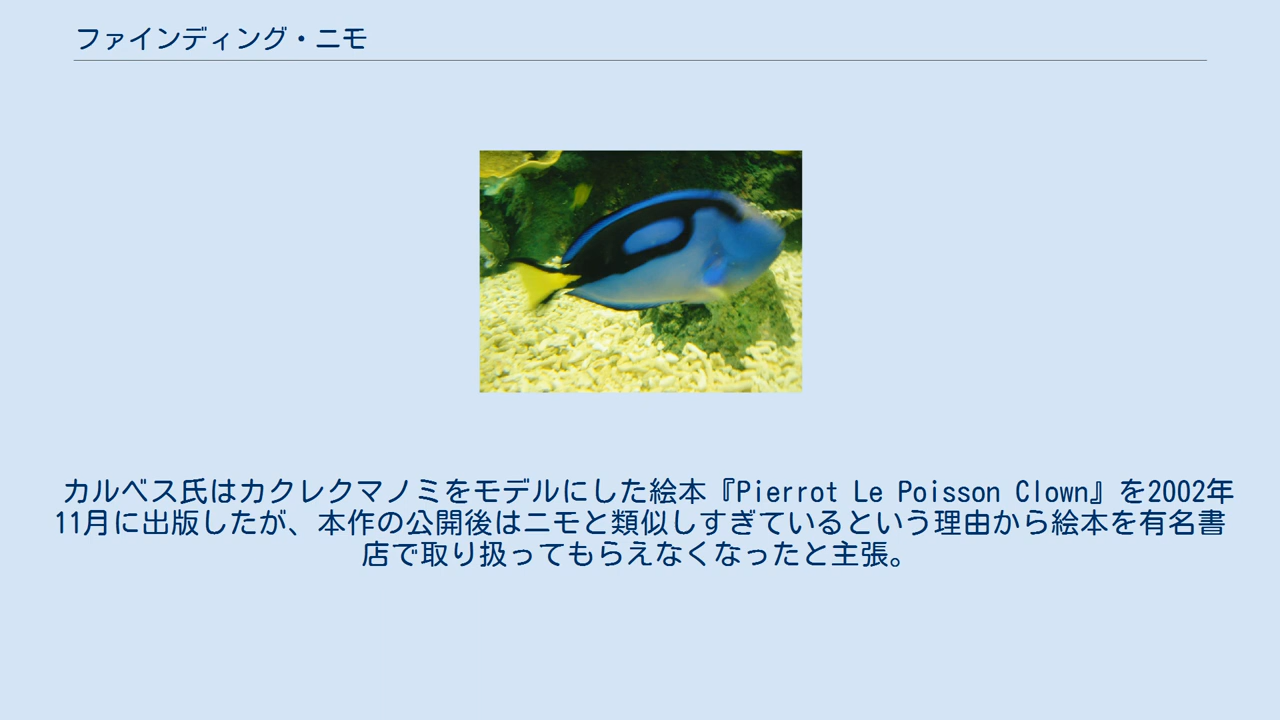 ファインディング・ニモ
カルベス氏はカクレクマノミをモデルにした絵本『Pierrot Le Poisson Clown』を2002年
11月に出版したが、本作の公開後はニモと類似しすぎているという理由から絵本を有名書
店で取り扱ってもらえなくなったと主張。